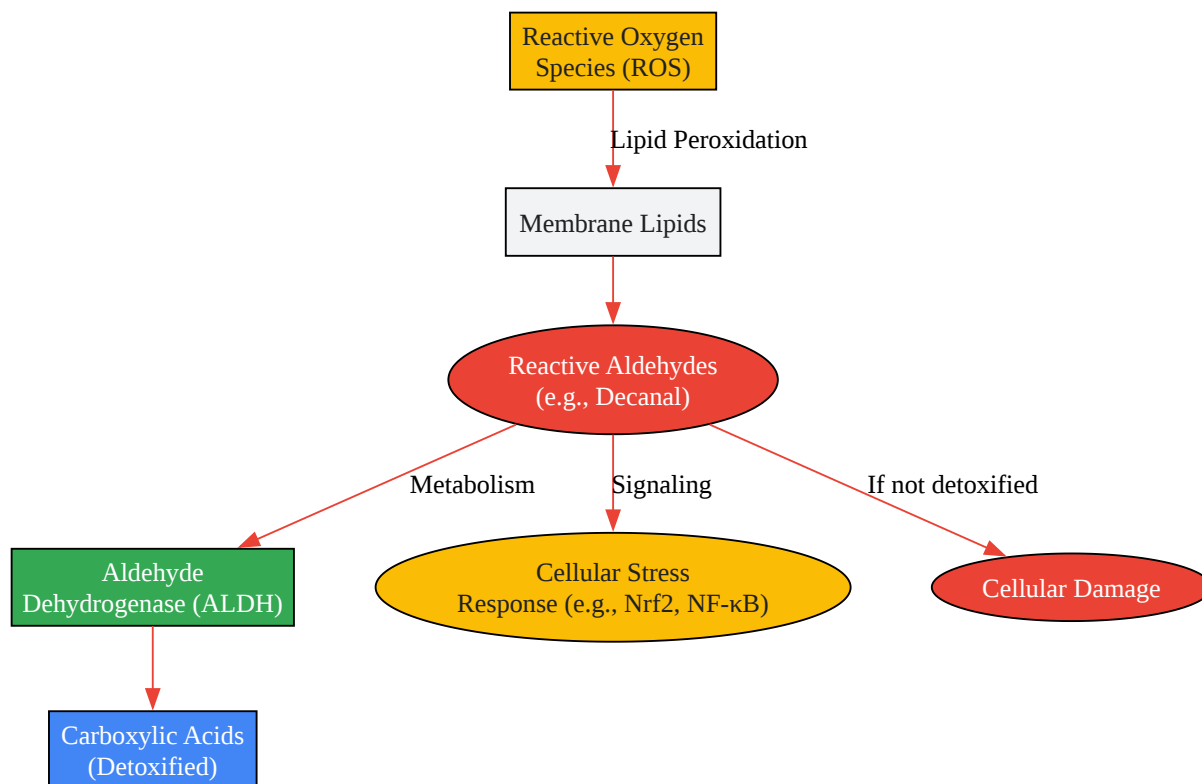 Reactive Oxygen
Species (ROS)
Lipid Peroxidation
Membrane Lipids
Reactive Aldehydes
(e.g., Decanal)
Metabolism
Signaling
If not detoxified
Aldehyde
Dehydrogenase (ALDH)
Cellular Stress
Response (e.g., Nrf2, NF-κB)
Cellular Damage
Carboxylic Acids
(Detoxified)